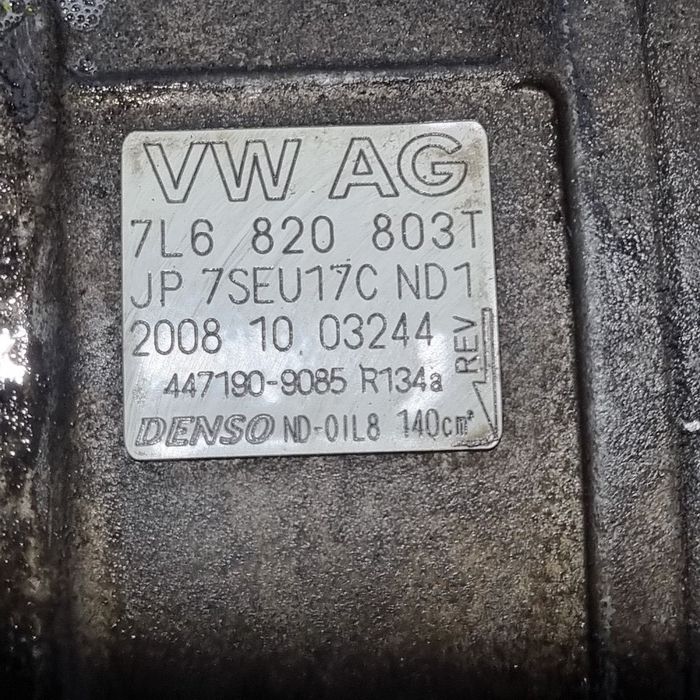 VW AG
7L6 820 803T
JP 7SEU17C ND1
2008 10 03244
REV
447190-9085 R134a
DENSO ND-OIL8 140cm³